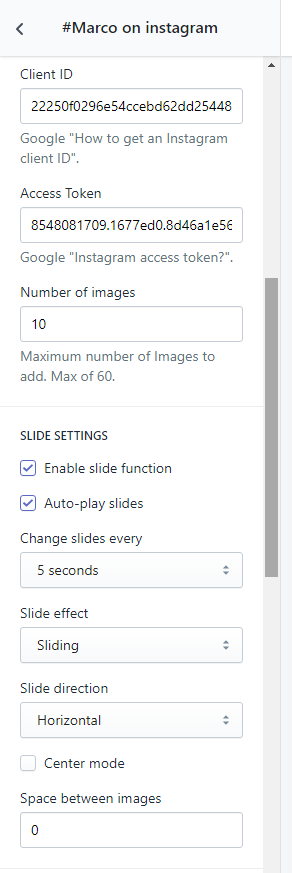 #Marco on instagram
Client ID
22250f0296e54ccebd62dd25448
Google "How to get an Instagram
client ID".
Access Token
8548081709.1677ed0.8d46a1e56
Google "Instagram access token?".
Number of images
10
Maximum number of Images to
add. Max of 60.
SLIDE SETTINGS
Enable slide function
Auto-play slides
Change slides every
5 seconds
Slide effect
Sliding
Slide direction
Horizontal
Center mode
Space between images
0